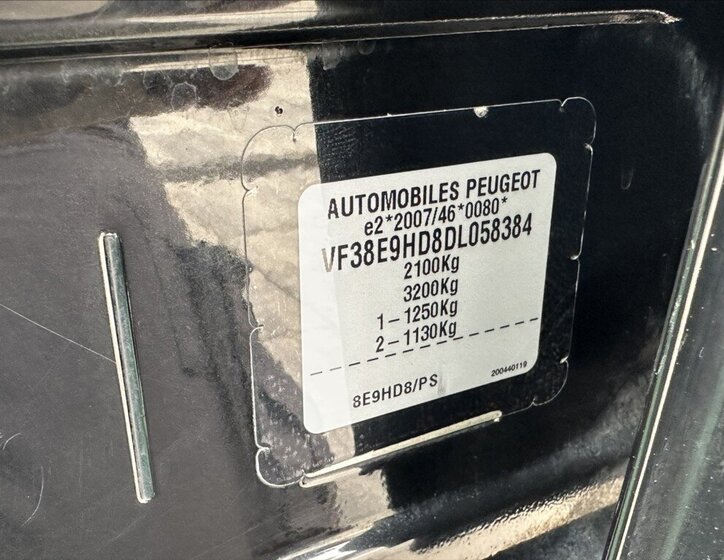 AUTOMOBILES PEUGEOT
e2*2007/46*0080*
VF38E9HD8DL058384
2100Kg
3200Kg
1-1250Kg
2-1130Kg
8E9HD8/PS
200440119